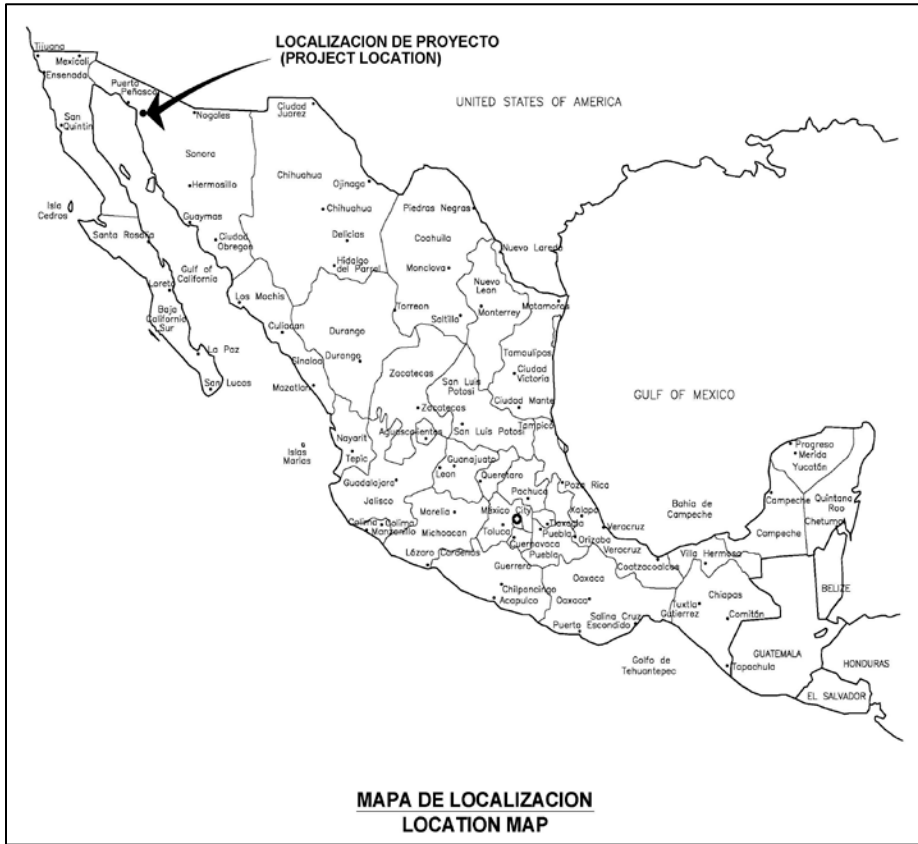 LOCALIZACION DE PROYECTO
(PROJECT LOCATION)
Tijuana
Mexicali
Ensenada
Puerto
Peñasco
Nogales
Ciudad
Juarez
UNITED STATES OF AMERICA
San
Quintin
Sonora
Chihuahua
Ojinaga
Hermosillo
Isla
Cedros
Guaymas
Chihuahua
Piedras Negras
Santa Rosalia
Ciudad
Obregon
Delicias
Coahuila
Nuevo Laredo
Gulf of
California
Hidalgo
del Parral
Monclova
Nuevo
Leon
Loreto
Los Machis
Torreon
Saltillo
Monterrey
Matamoros
Baja
California
Sur
Culiacan
Durango
Tamaulipas
La Paz
Sinaloa
Durango
Zacatecas
San Luis
Potosi
Ciudad
Victoria
San Lucas
Mazatlan
Ciudad Mante
GULF OF MEXICO
Zacatecas
Islas
Marias
Nayarit
Aguascalientes
San Luis Potosi
Tampico
Tepic
Guanajuato
Leon
Queretaro
Progreso
Merida
Yucatán
Guadalajara
Jalisco
Pachuca
Poza Rica
Bahia de
Campeche
Campeche
Quintana
Roo
Morelia
Mexico City
Xalapa
Colima
Colima
Manzanillo
Michoacan
Toluca
Tlaxcala
Puebla
Veracruz
Campeche
Chetumal
Cuernavaca
Puebla
Orizaba
Veracruz
Villa Hermosa
Lázaro Cardenas
Guerrero
Coatzacoalcos
Oaxaca
Chiapas
BELIZE
Chilpancingo
Acapulco
Oaxaca
Tuxtla
Gutierrez
Comitán
Salina Cruz
Puerto Escondido
GUATEMALA
HONDURAS
Golfo de
Tehuantepec
Tapachula
EL SALVADOR
MAPA DE LOCALIZACION
LOCATION MAP